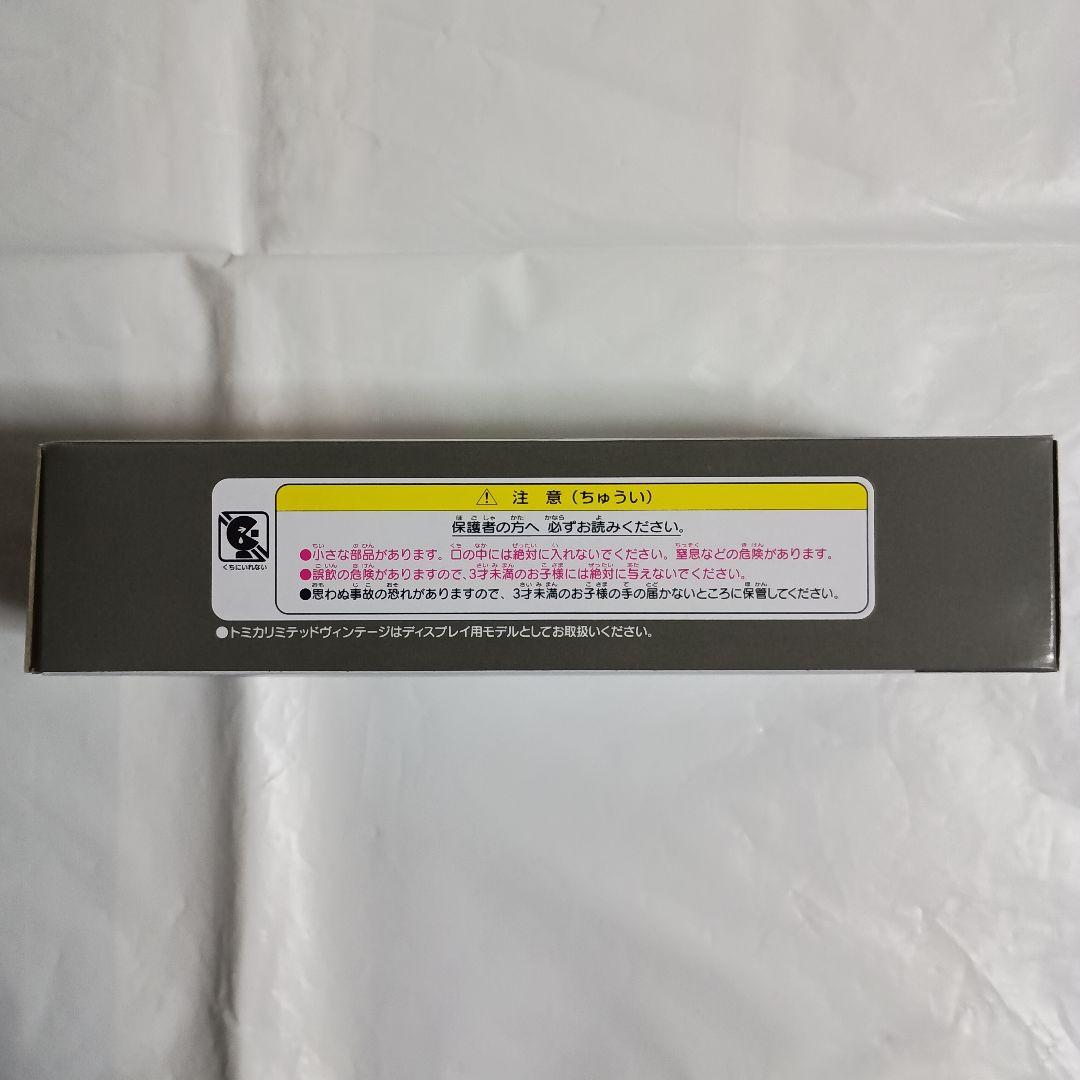 注 意(ちゅうい)
保護者の方へ 必ずお読みください。
●小さな部品があります。口の中には絶対に入れないでください。窒息などの危険があります。
●誤飲の危険がありますので、3才未満のお子様には絶対に与えないでください。
●思わぬ事故の恐れがありますので、3才未満のお子様の手の届かないところに保管してください。
くちにいれない
●トミカリミテッドヴィンテージはディスプレイ用モデルとしてお取扱いください。